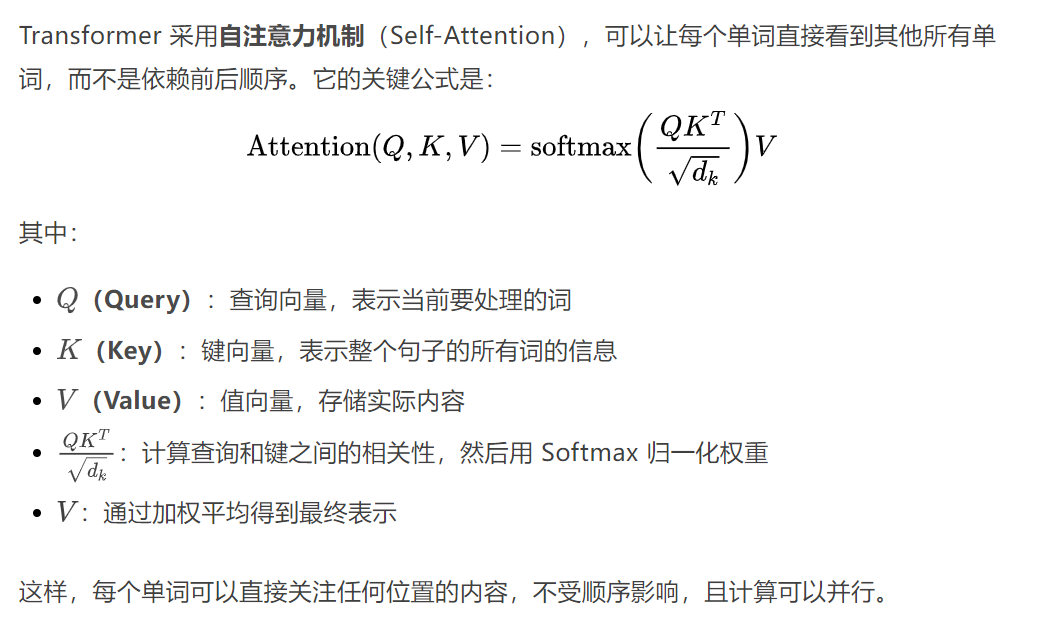 Transformer 采用自注意力机制（Self-Attention），可以让每个单词直接看到其他所有单
词，而不是依赖前后顺序。它的关键公式是：
Attention(Q, K, V) = softmax(QK^T / √d_k)V
其中：
• Q（Query）：查询向量，表示当前要处理的词
• K（Key）：键向量，表示整个句子的所有词的信息
• V（Value）：值向量，存储实际内容
• QK^T / √d_k：计算查询和键之间的相关性，然后用 Softmax 归一化权重
• V：通过加权平均得到最终表示
这样，每个单词可以直接关注任何位置的内容，不受顺序影响，且计算可以并行。